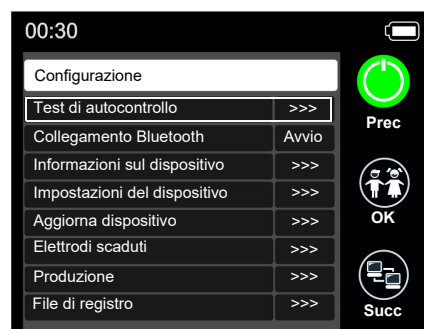 00:30
Configurazione
Test di autocontrollo >>>
Prec
Collegamento Bluetooth Avvio
Informazioni sul dispositivo >>>
Impostazioni del dispositivo >>>
Aggiorna dispositivo >>>
OK
Elettrodi scaduti >>>
Produzione >>>
File di registro >>>
Succ